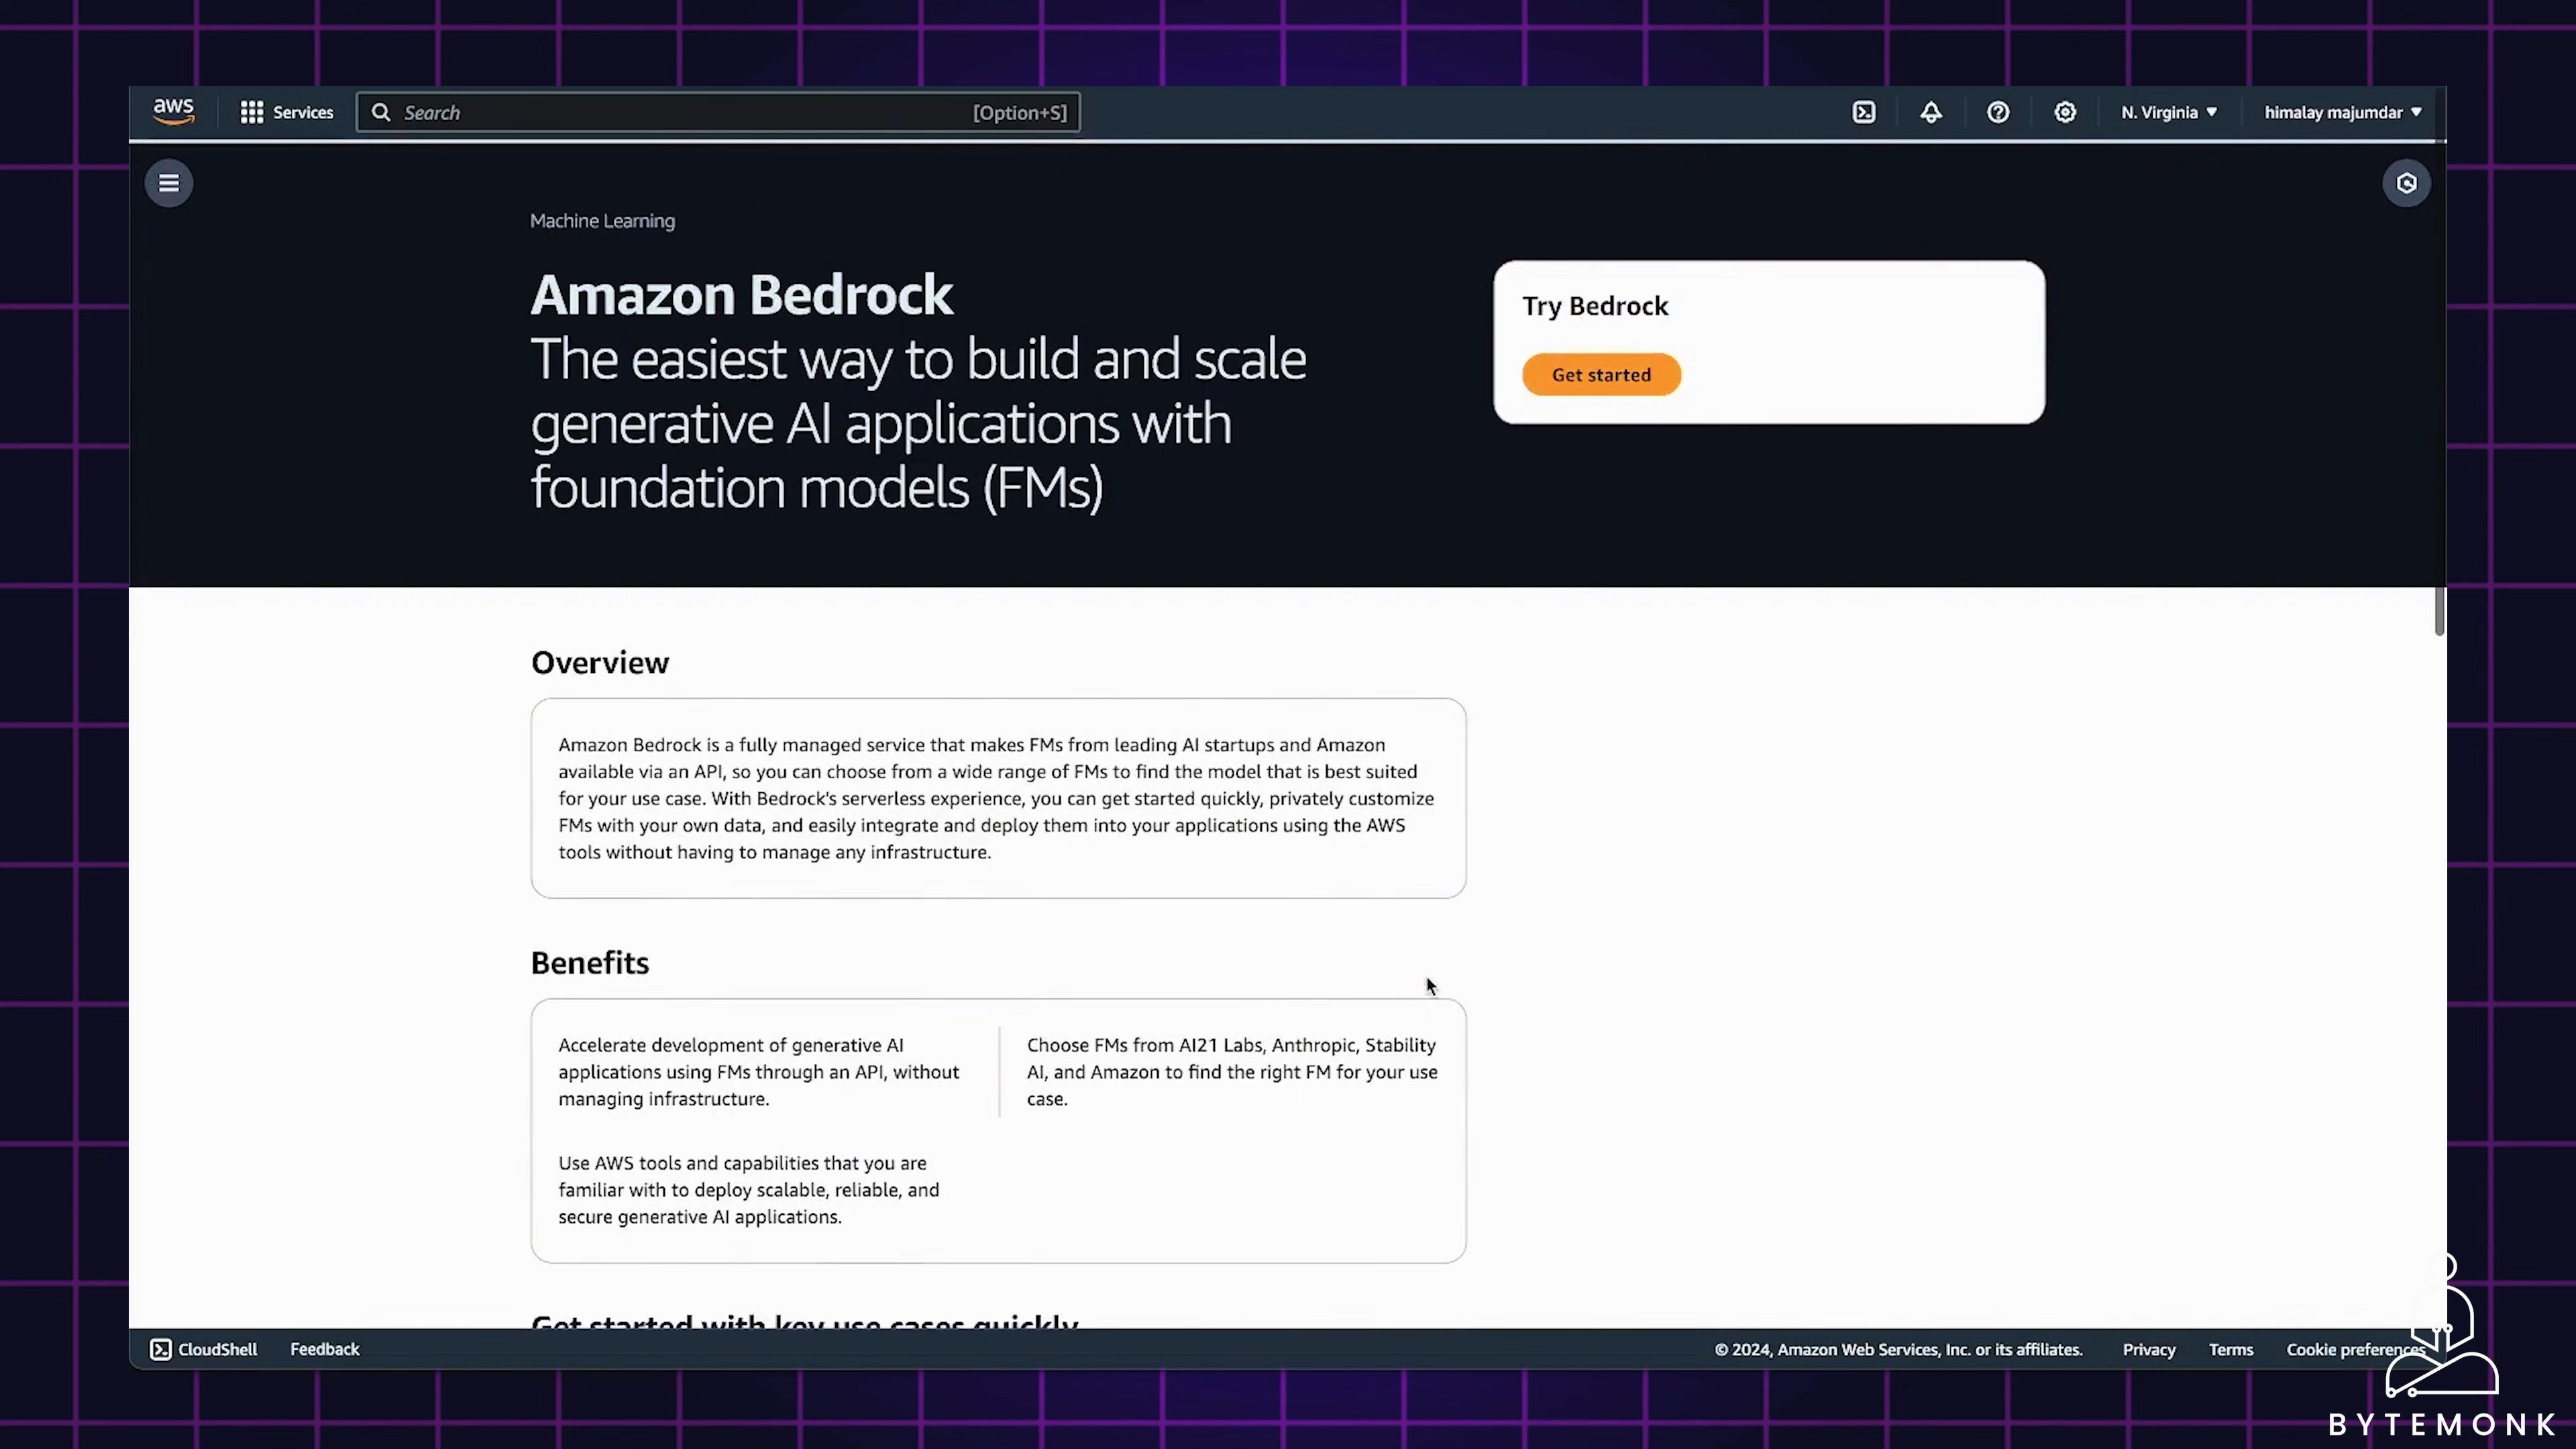 aws
Services
Search
[Option+S]
N. Virginia
himalay majumdar
Machine Learning
Amazon Bedrock
The easiest way to build and scale
generative AI applications with
foundation models (FMs)
Try Bedrock
Get started
Overview
Amazon Bedrock is a fully managed service that makes FMs from leading AI startups and Amazon
available via an API, so you can choose from a wide range of FMs to find the model that is best suited
for your use case. With Bedrock's serverless experience, you can get started quickly, privately customize
FMs with your own data, and easily integrate and deploy them into your applications using the AWS
tools without having to manage any infrastructure.
Benefits
Accelerate development of generative AI
applications using FMs through an API, without
managing infrastructure.
Choose FMs from AI21 Labs, Anthropic, Stability
AI, and Amazon to find the right FM for your use
case.
Use AWS tools and capabilities that you are
familiar with to deploy scalable, reliable, and
secure generative AI applications.
Get started with key use cases quickly
CloudShell
Feedback
© 2024, Amazon Web Services, Inc. or its affiliates.
Privacy
Terms
Cookie preferences
BYTEMONK